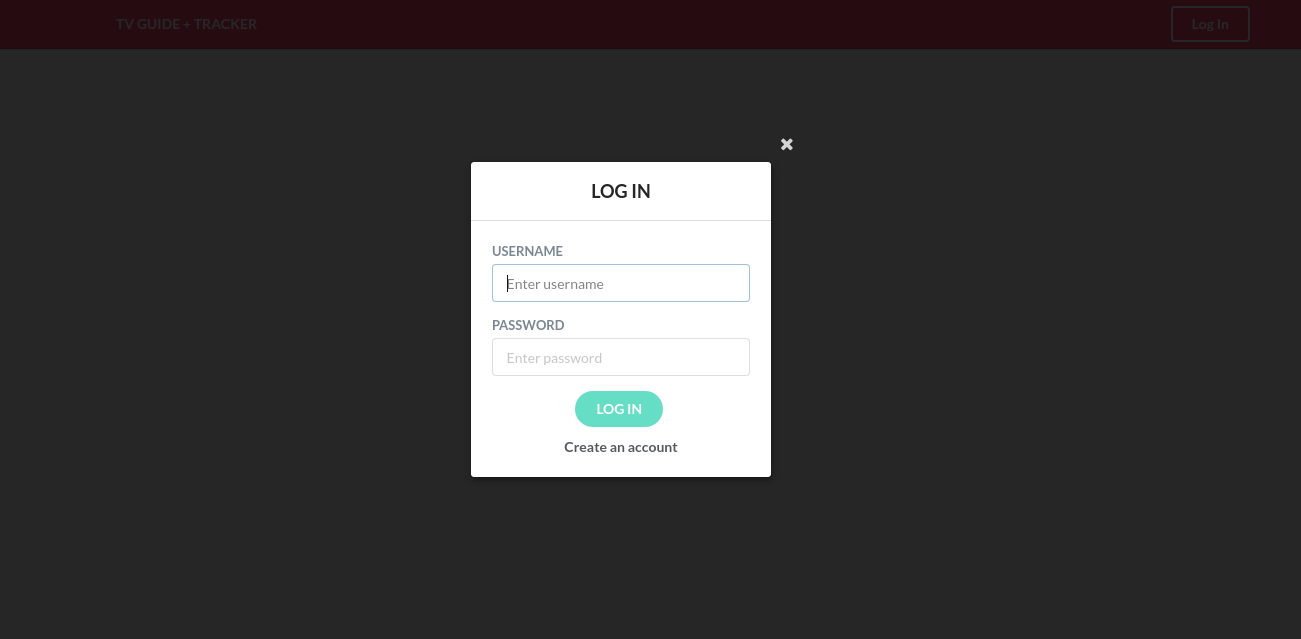 TV GUIDE + TRACKER
Log In
LOG IN
USERNAME
Enter username
PASSWORD
Enter password
LOG IN
Create an account